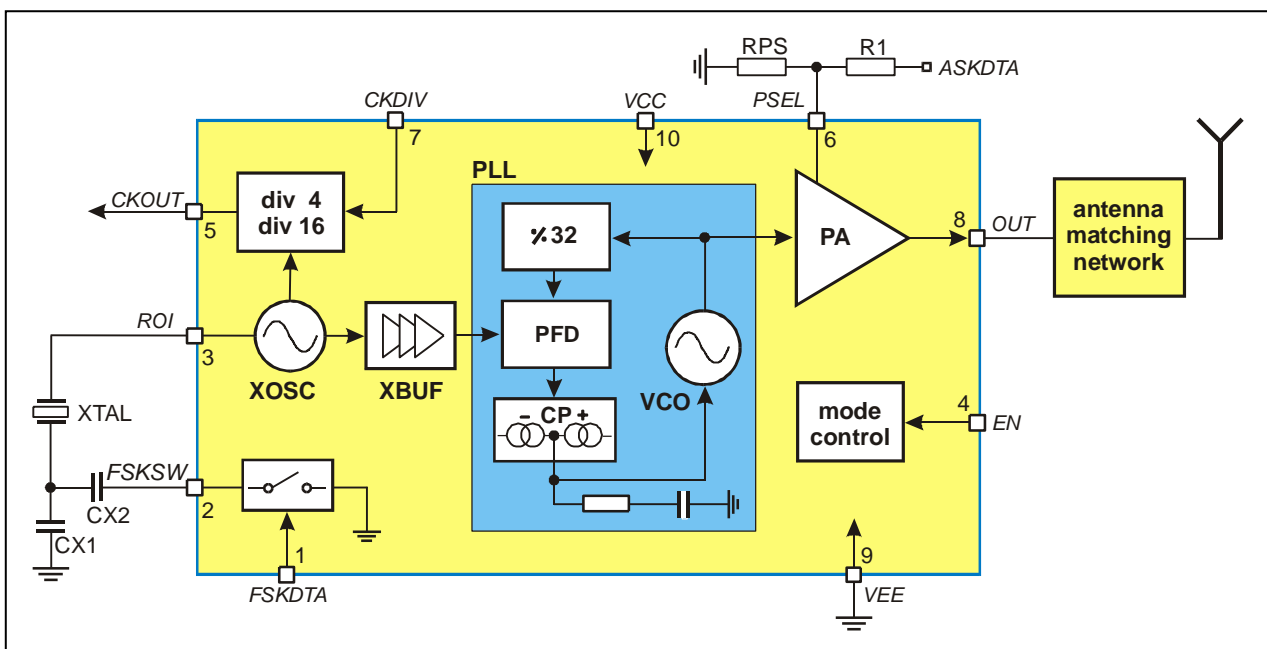 RPS
R1
ASKDTA
CKDIV
VCC
PSEL
7
10
6
PLL
CKOUT
5
div 4
div 16
٪32
PA
8
OUT
antenna
matching
network
ROI
3
XOSC
XBUF
PFD
VCO
XTAL
- CP +
mode
control
4
EN
FSKSW
2
CX2
CX1
1
FSKDTA
9
VEE